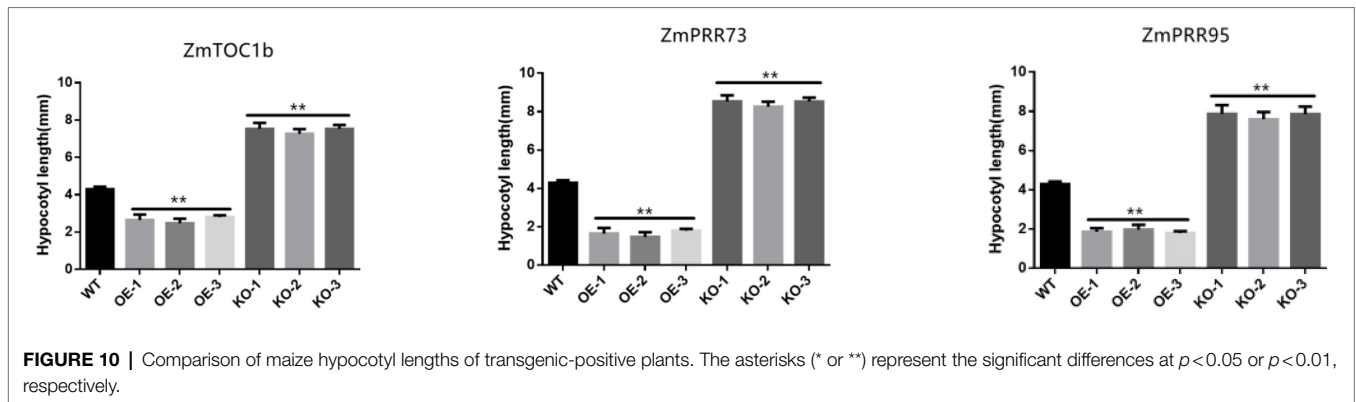 ZmTOC1b
Hypocotyl length(mm)
10
8
6
4
2
0
**
**
WT
OE-1
OE-2
OE-3
KO-1
KO-2
KO-3
ZmPRR73
Hypocotyl length(mm)
10
8
6
4
2
0
**
**
WT
OE-1
OE-2
OE-3
KO-1
KO-2
KO-3
ZmPRR95
Hypocotyl length(mm)
10
8
6
4
2
0
**
**
WT
OE-1
OE-2
OE-3
KO-1
KO-2
KO-3
FIGURE 10 | Comparison of maize hypocotyl lengths of transgenic-positive plants. The asterisks (* or **) represent the significant differences at p<0.05 or p<0.01,
respectively.